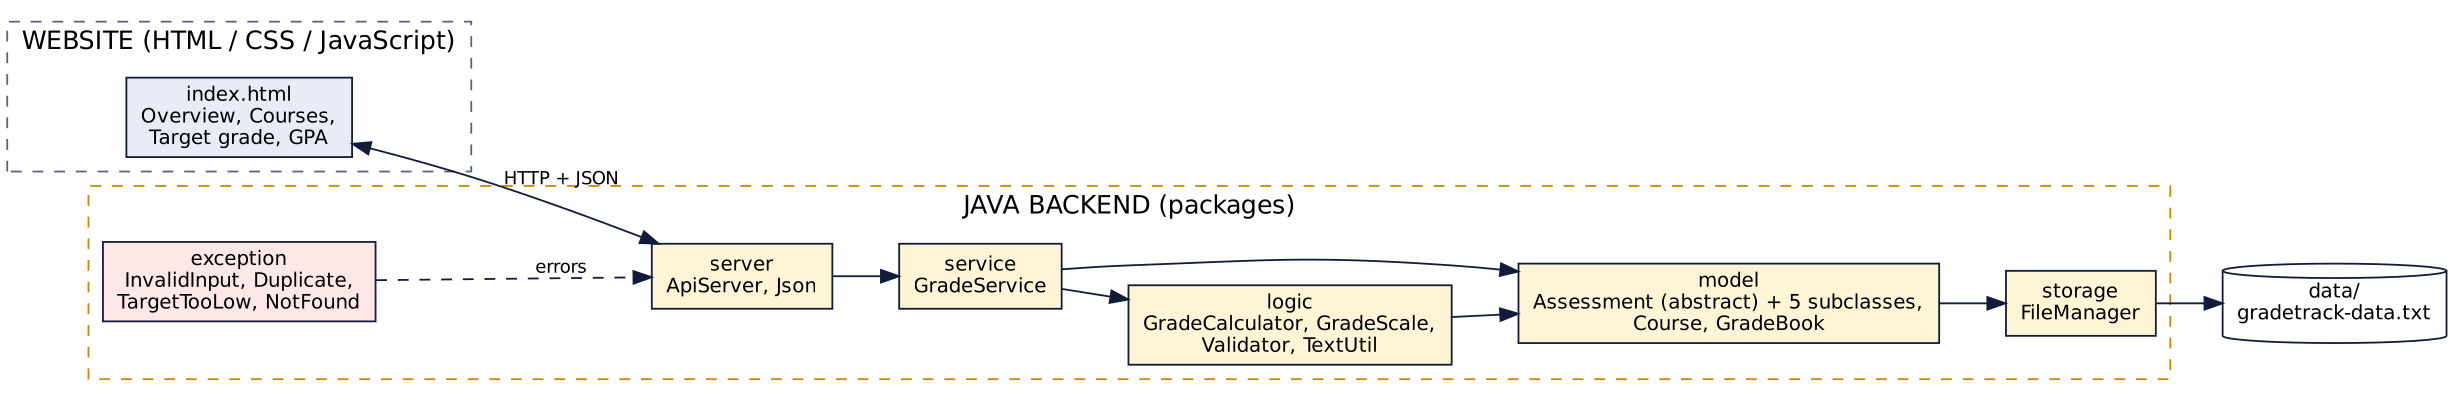 WEBSITE (HTML / CSS / JavaScript)
index.html
Overview, Courses,
Target grade, GPA
HTTP + JSON
JAVA BACKEND (packages)
exception
InvalidInput, Duplicate,
TargetTooLow, NotFound
errors
server
ApiServer, Json
service
GradeService
logic
GradeCalculator, GradeScale,
Validator, TextUtil
model
Assessment (abstract) + 5 subclasses,
Course, GradeBook
storage
FileManager
data/
gradetrack-data.txt